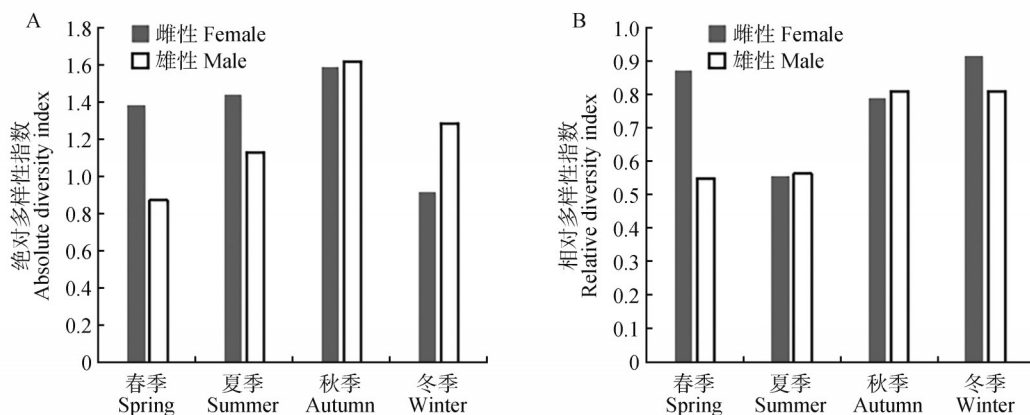 A
绝对多样性指数
Absolute diversity index
1.8
1.6
1.4
1.2
1.0
0.8
0.6
0.4
0.2
0
雌性 Female
雄性 Male
春季
Spring
夏季
Summer
秋季
Autumn
冬季
Winter
B
相对多样性指数
Relative diversity index
1.0
0.9
0.8
0.7
0.6
0.5
0.4
0.3
0.2
0.1
0
雌性 Female
雄性 Male
春季
Spring
夏季
Summer
秋季
Autumn
冬季
Winter